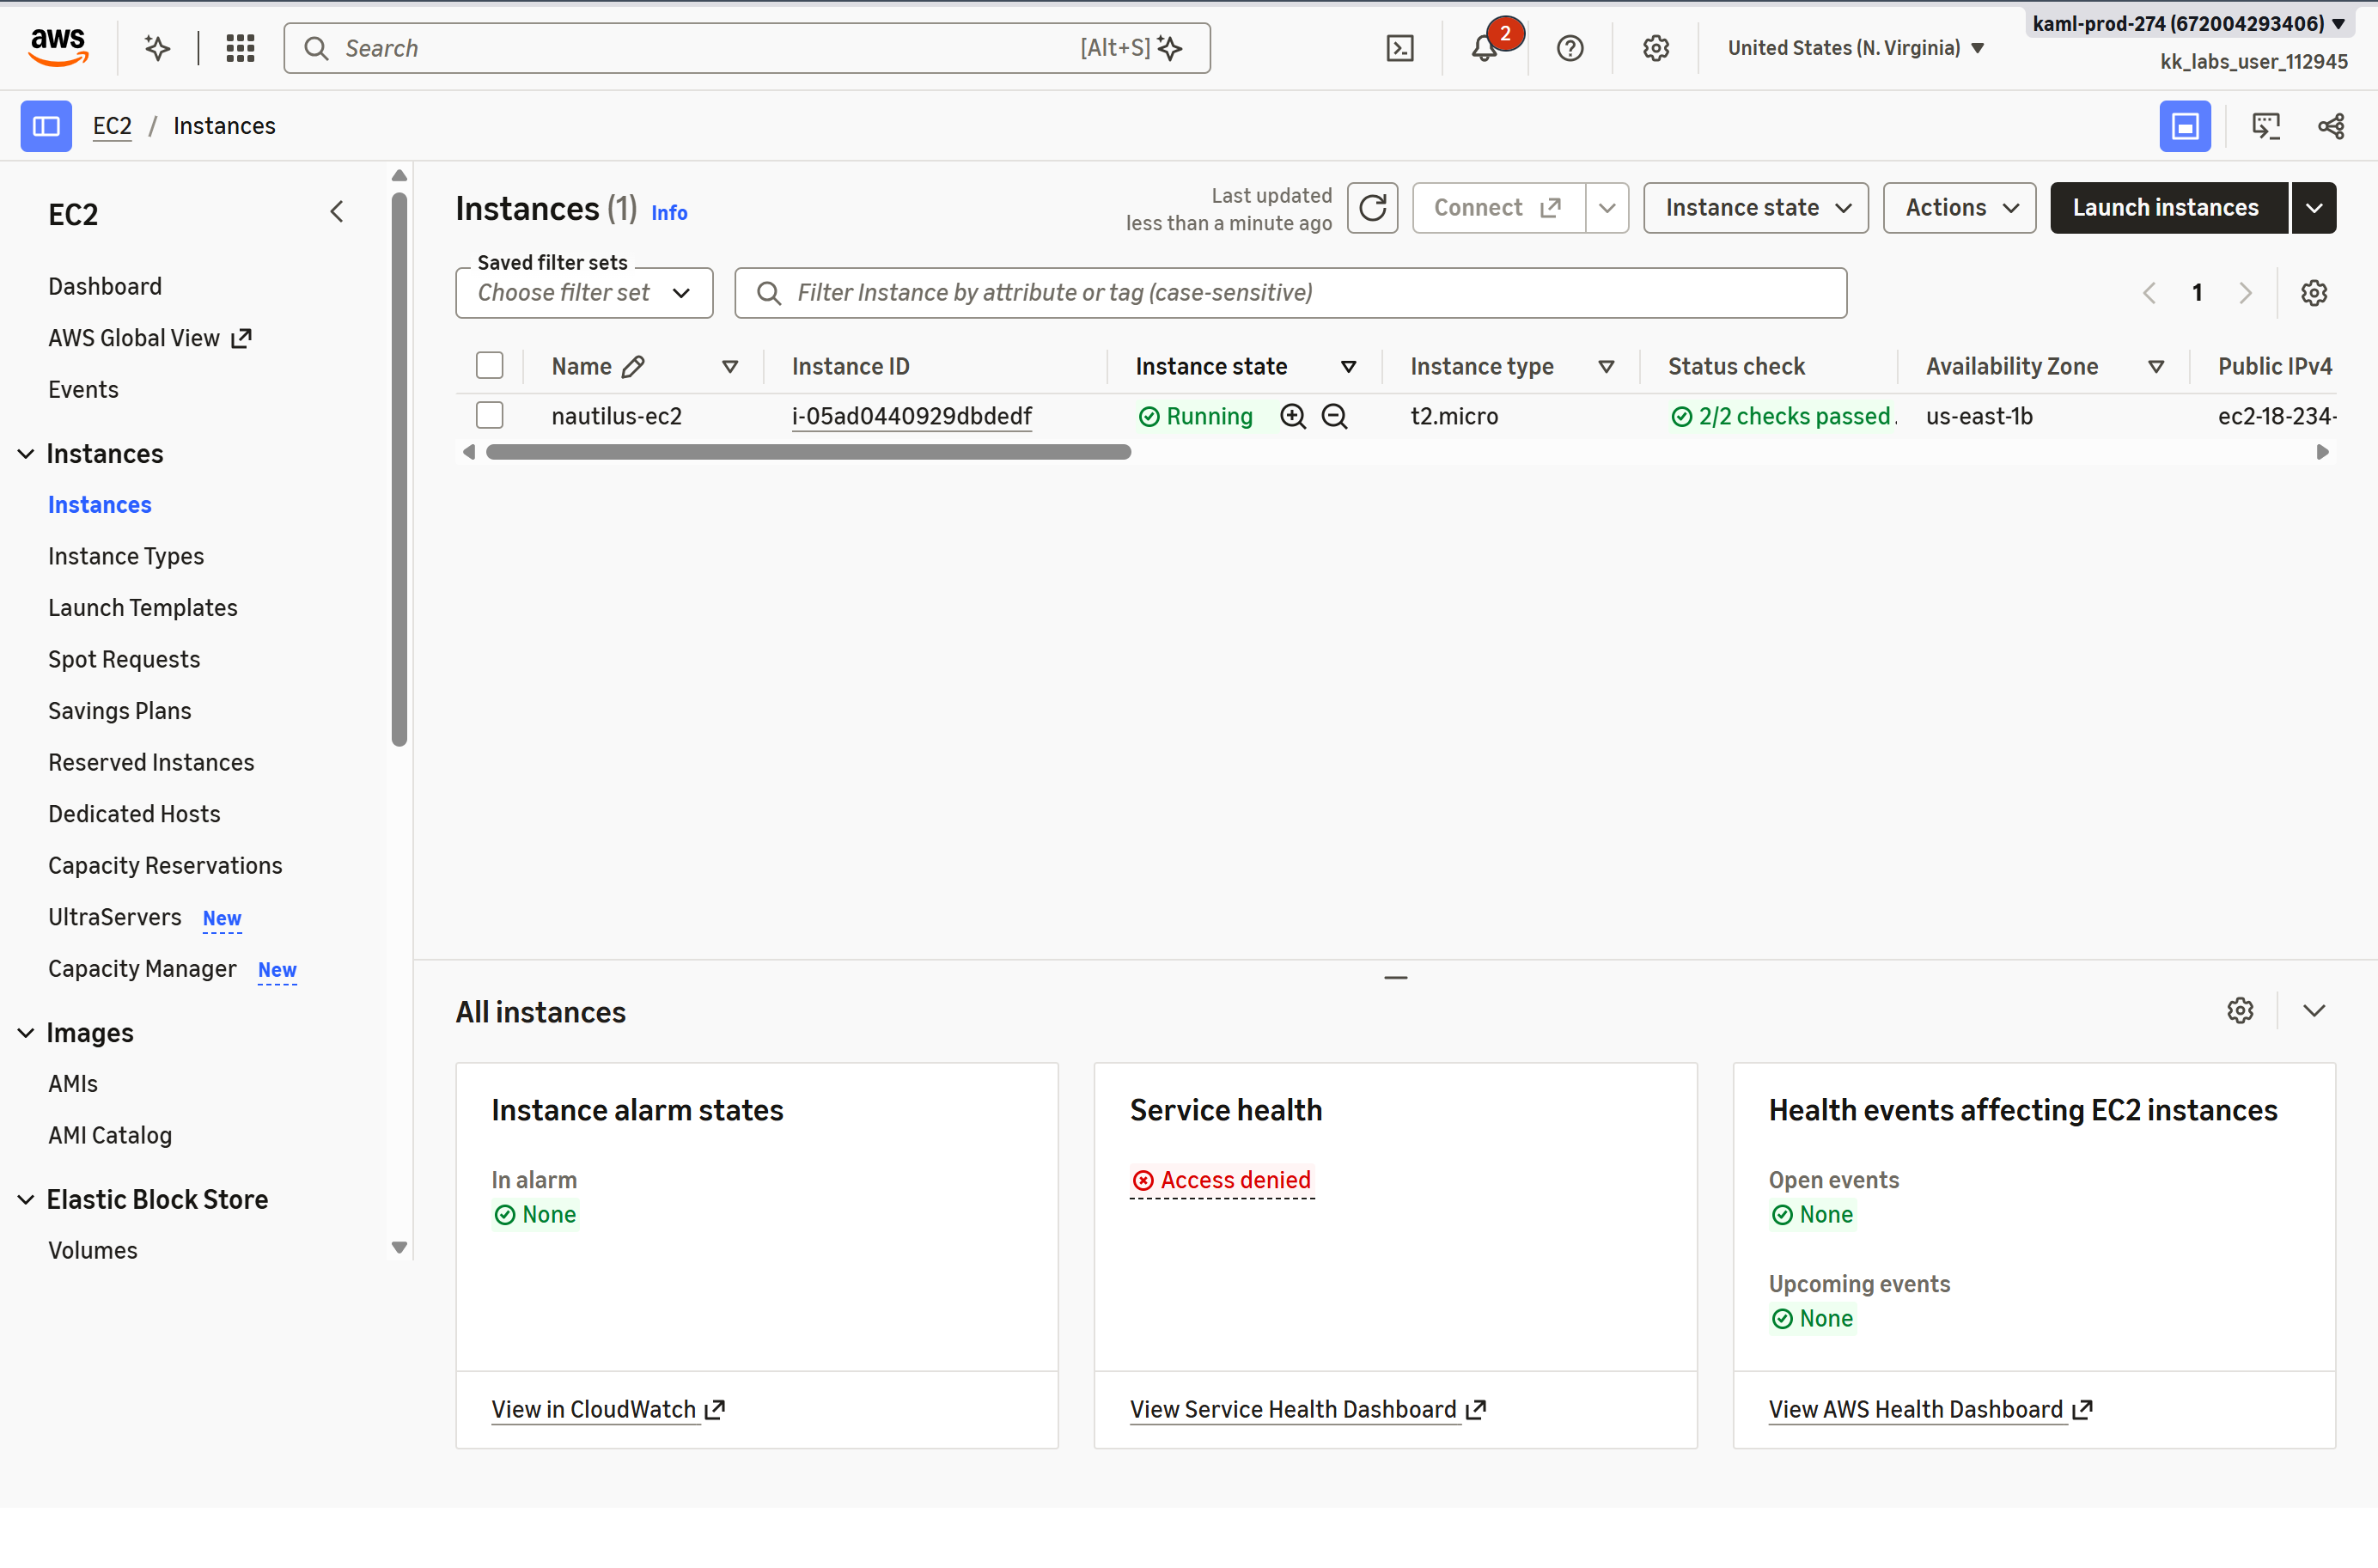 kaml-prod-274 (672004293406)
aws
Search [Alt+S]
2
United States (N. Virginia)
kk_labs_user_112945
EC2 / Instances
EC2
Dashboard
AWS Global View
Events
Instances
Instances
Instance Types
Launch Templates
Spot Requests
Savings Plans
Reserved Instances
Dedicated Hosts
Capacity Reservations
UltraServers New
Capacity Manager New
Images
AMIs
AMI Catalog
Elastic Block Store
Volumes
Instances (1) Info
Last updated
less than a minute ago
Connect
Instance state
Actions
Launch instances
Saved filter sets
Choose filter set
Filter Instance by attribute or tag (case-sensitive)
1
Name Instance ID Instance state Instance type Status check Availability Zone Public IPv4
nautilus-ec2 i-05ad0440929dbdedf Running t2.micro 2/2 checks passed us-east-1b ec2-18-234-
All instances
Instance alarm states
In alarm
None
View in CloudWatch
Service health
Access denied
View Service Health Dashboard
Health events affecting EC2 instances
Open events
None
Upcoming events
None
View AWS Health Dashboard